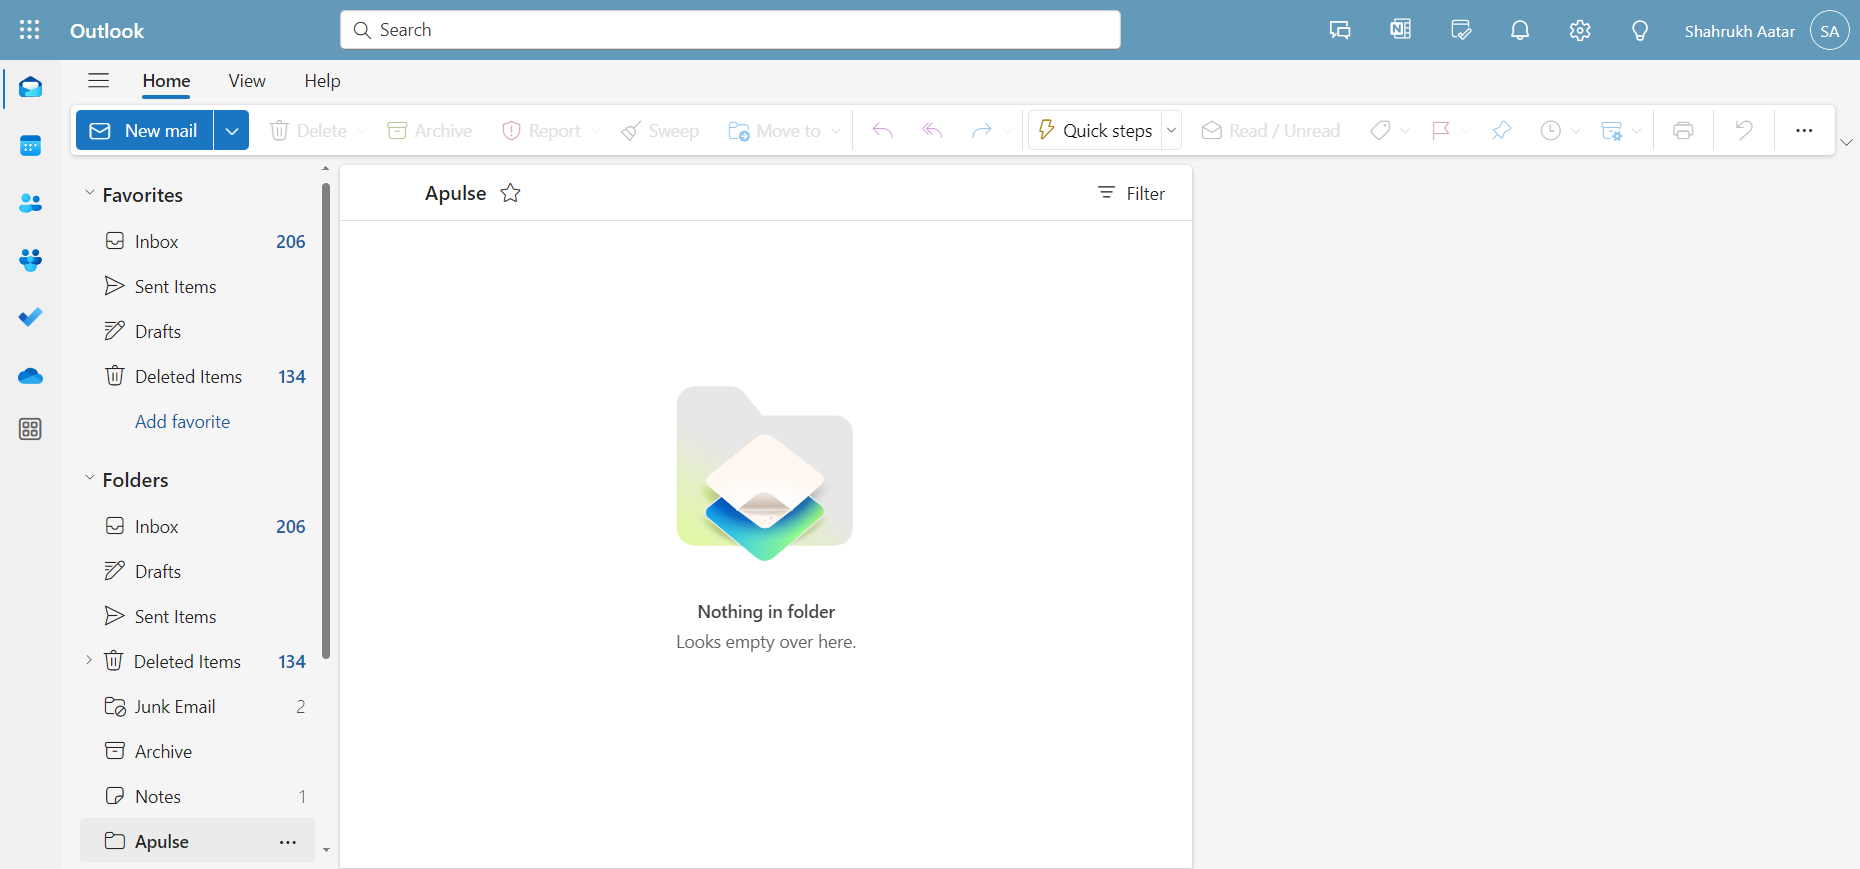 Outlook
Search
Shahrukh Aatar
SA
Home
View
Help
New mail
Delete
Archive
Report
Sweep
Move to
Quick steps
Read / Unread
Favorites
Inbox 206
Sent Items
Drafts
Deleted Items 134
Add favorite
Folders
Inbox 206
Drafts
Sent Items
Deleted Items 134
Junk Email 2
Archive
Notes 1
Apulse
Apulse
Filter
Nothing in folder
Looks empty over here.